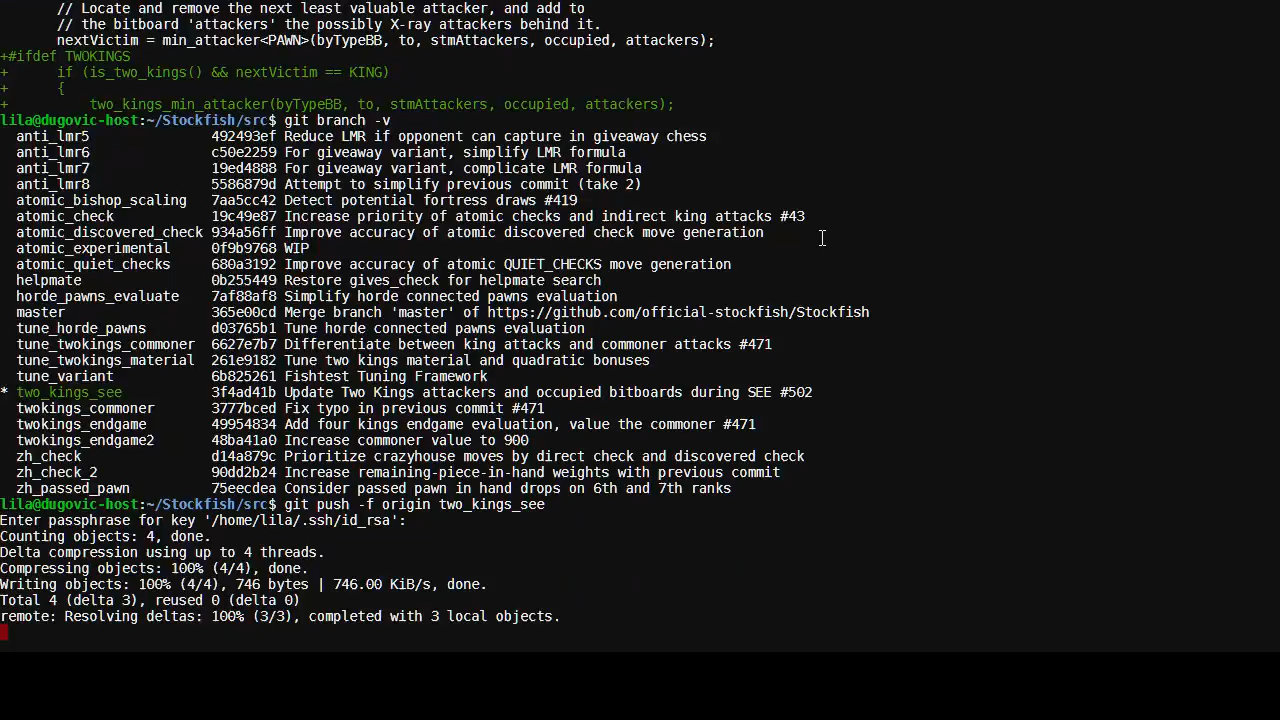 // Locate and remove the next least valuable attacker, and add to
// the bitboard 'attackers' the possibly X-ray attackers behind it.
nextVictim = min_attacker<PAWN>(byTypeBB, to, stmAttackers, occupied, attackers);
+#ifdef TWOKINGS
+      if (is_two_kings() && nextVictim == KING)
+      {
+          two_kings_min_attacker(byTypeBB, to, stmAttackers, occupied, attackers);
lila@dugovic-host:~/Stockfish/src$ git branch -v
  anti_lmr5               492493ef Reduce LMR if opponent can capture in giveaway chess
  anti_lmr6               c50e2259 For giveaway variant, simplify LMR formula
  anti_lmr7               19ed4888 For giveaway variant, complicate LMR formula
  anti_lmr8               5586879d Attempt to simplify previous commit (take 2)
  atomic_bishop_scaling   7aa5cc42 Detect potential fortress draws #419
  atomic_check            19c49e87 Increase priority of atomic checks and indirect king attacks #43
  atomic_discovered_check 934a56ff Improve accuracy of atomic discovered check move generation
  atomic_experimental     0f9b9768 WIP
  atomic_quiet_checks     680a3192 Improve accuracy of atomic QUIET_CHECKS move generation
  helpmate                0b255449 Restore gives_check for helpmate search
  horde_pawns_evaluate    7af88af8 Simplify horde connected pawns evaluation
  master                  365e00cd Merge branch 'master' of https://github.com/official-stockfish/Stockfish
  tune_horde_pawns        d03765b1 Tune horde connected pawns evaluation
  tune_twokings_commoner  6627e7b7 Differentiate between king attacks and commoner attacks #471
  tune_twokings_material  261e9182 Tune two kings material and quadratic bonuses
  tune_variant            6b825261 Fishtest Tuning Framework
* two_kings_see           3f4ad41b Update Two Kings attackers and occupied bitboards during SEE #502
  twokings_commoner       3777bced Fix typo in previous commit #471
  twokings_endgame        49954834 Add four kings endgame evaluation, value the commoner #471
  twokings_endgame2       48ba41a0 Increase commoner value to 900
  zh_check                d14a879c Prioritize crazyhouse moves by direct check and discovered check
  zh_check_2              90dd2b24 Increase remaining-piece-in-hand weights with previous commit
  zh_passed_pawn          75eecdea Consider passed pawn in hand drops on 6th and 7th ranks
lila@dugovic-host:~/Stockfish/src$ git push -f origin two_kings_see
Enter passphrase for key '/home/lila/.ssh/id_rsa':
Counting objects: 4, done.
Delta compression using up to 4 threads.
Compressing objects: 100% (4/4), done.
Writing objects: 100% (4/4), 746 bytes | 746.00 KiB/s, done.
Total 4 (delta 3), reused 0 (delta 0)
remote: Resolving deltas: 100% (3/3), completed with 3 local objects.